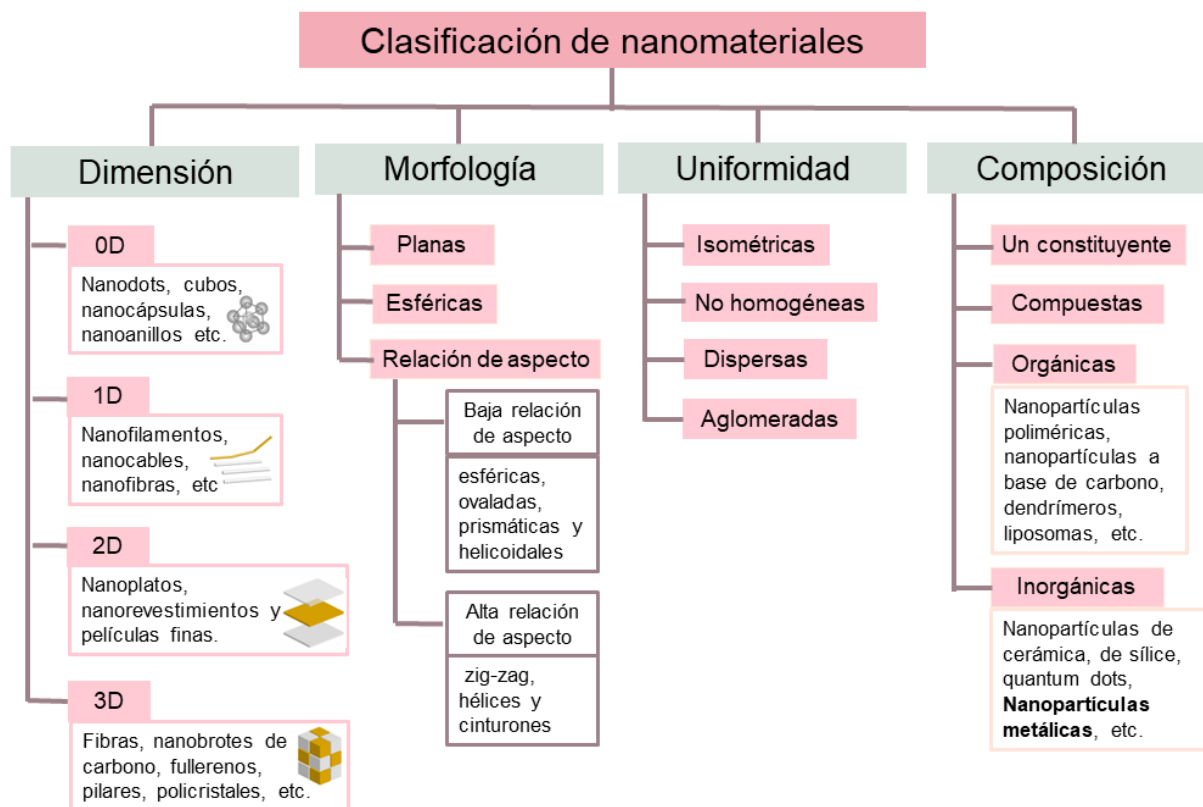 Clasificación de nanomateriales
Dimensión
0D
Nanodots, cubos,
nanocápsulas,
nanoanillos etc.
1D
Nanofilamentos,
nanocables,
nanofibras, etc
2D
Nanoplatos,
nanorevestimientos y
películas finas.
3D
Fibras, nanobrotes de
carbono, fullerenos,
pilares, policristales, etc.
Morfología
Planas
Esféricas
Relación de aspecto
Baja relación
de aspecto
esféricas,
ovaladas,
prismáticas y
helicoidales
Alta relación
de aspecto
zig-zag,
hélices y
cinturones
Uniformidad
Isométricas
No homogéneas
Dispersas
Aglomeradas
Composición
Un constituyente
Compuestas
Orgánicas
Nanopartículas
poliméricas,
nanopartículas a
base de carbono,
dendrímeros,
liposomas, etc.
Inorgánicas
Nanopartículas de
cerámica, de sílice,
quantum dots,
Nanopartículas
metálicas, etc.